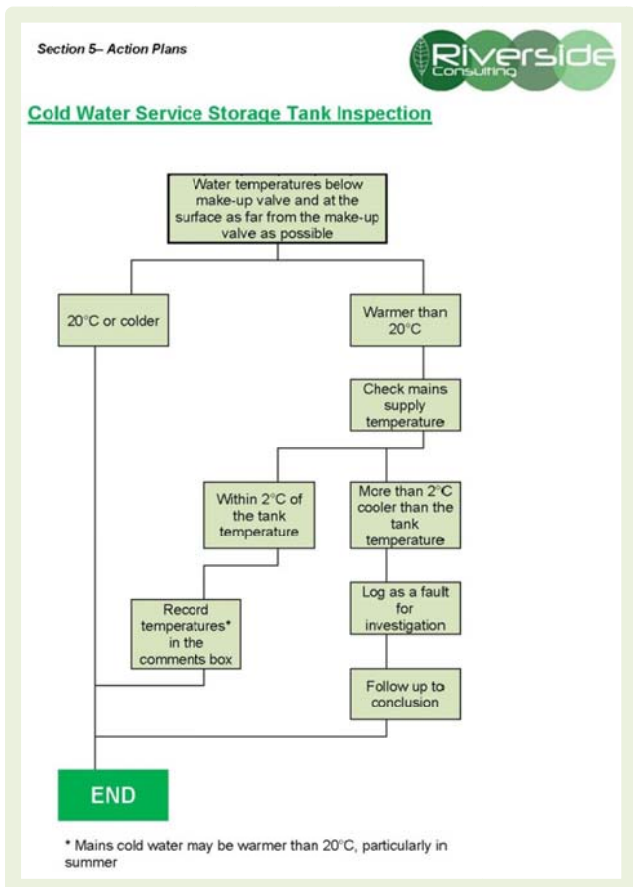 Section 5– Action Plans
Riverside
Consulting
Cold Water Service Storage Tank Inspection
Water temperatures below
make-up valve and at the
surface as far from the make-up
valve as possible
20°C or colder
Warmer than
20°C
Check mains
supply
temperature
Within 2°C of
the tank
temperature
More than 2°C
cooler than the
tank
temperature
Record
temperatures*
in the
comments box
Log as a fault
for
investigation
Follow up to
conclusion
END
* Mains cold water may be warmer than 20°C, particularly in
summer